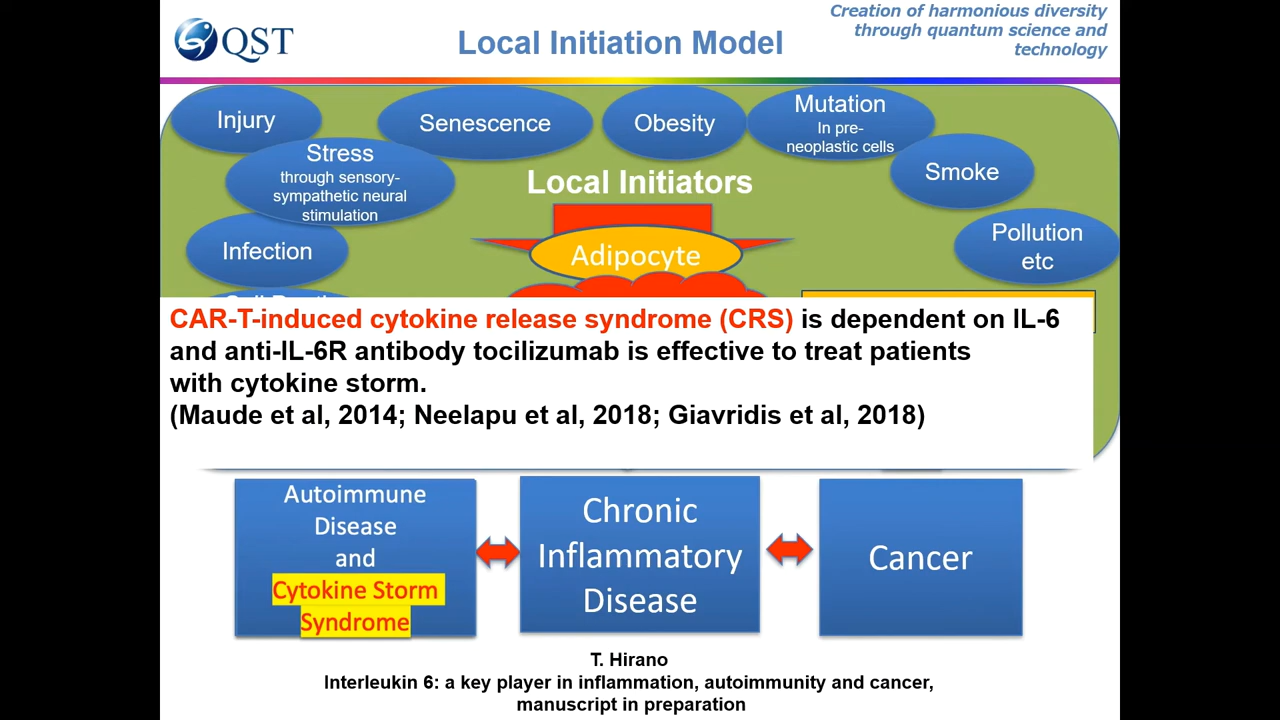 QST
Local Initiation Model
Creation of harmonious diversity
through quantum science and
technology
Injury
Senescence
Obesity
Mutation
In pre-
neoplastic cells
Stress
through sensory-
sympathetic neural
stimulation
Smoke
Local Initiators
Infection
Adipocyte
Pollution
etc
CAR-T-induced cytokine release syndrome (CRS) is dependent on IL-6
and anti-IL-6R antibody tocilizumab is effective to treat patients
with cytokine storm.
(Maude et al, 2014; Neelapu et al, 2018; Giavridis et al, 2018)
Autoimmune
Disease
and
Cytokine Storm
Syndrome
Chronic
Inflammatory
Disease
Cancer
T. Hirano
Interleukin 6: a key player in inflammation, autoimmunity and cancer,
manuscript in preparation